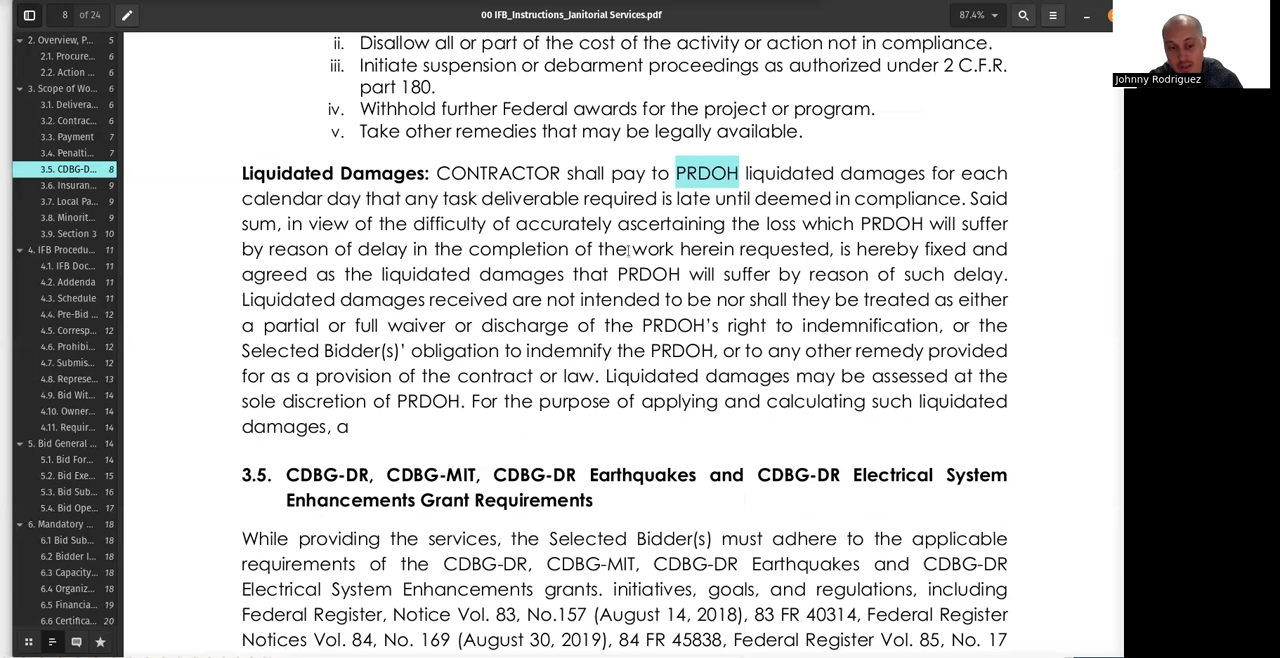 8 of 24
00 IFB_Instructions_Janitorial Services.pdf
87.4%
Johnny Rodriguez
2. Overview, P... 5
2.1. Procure... 6
2.2. Action ... 6
3. Scope of Wo... 6
3.1. Delivera... 6
3.2. Contrac... 6
3.3. Payment 7
3.4. Penalti... 7
3.5. CDBG-D... 8
3.6. Insuran... 9
3.7. Local Pa... 9
3.8. Minorit... 9
3.9. Section 3 10
4. IFB Procedu... 11
4.1. IFB Doc... 11
4.2. Addenda 11
4.3. Schedule 11
4.4. Pre-Bid ... 12
4.5. Corresp... 12
4.6. Prohibi... 12
4.7. Submis... 12
4.8. Represe... 13
4.9. Bid Wit... 14
4.10. Owner... 14
4.11. Requir... 14
5. Bid General ... 14
5.1. Bid For... 14
5.2. Bid Exe... 15
5.3. Bid Sub... 16
5.4. Bid Ope... 17
6. Mandatory ... 18
6.1 Bid Sub... 18
6.2 Bidder I... 18
6.3 Capacity... 18
6.4 Organiz... 18
6.5 Financia... 19
6.6 Certifica... 20
ii. Disallow all or part of the cost of the activity or action not in compliance.
iii. Initiate suspension or debarment proceedings as authorized under 2 C.F.R.
part 180.
iv. Withhold further Federal awards for the project or program.
v. Take other remedies that may be legally available.
Liquidated Damages: CONTRACTOR shall pay to PRDOH liquidated damages for each
calendar day that any task deliverable required is late until deemed in compliance. Said
sum, in view of the difficulty of accurately ascertaining the loss which PRDOH will suffer
by reason of delay in the completion of the work herein requested, is hereby fixed and
agreed as the liquidated damages that PRDOH will suffer by reason of such delay.
Liquidated damages received are not intended to be nor shall they be treated as either
a partial or full waiver or discharge of the PRDOH's right to indemnification, or the
Selected Bidder(s)' obligation to indemnify the PRDOH, or to any other remedy provided
for as a provision of the contract or law. Liquidated damages may be assessed at the
sole discretion of PRDOH. For the purpose of applying and calculating such liquidated
damages, a
3.5. CDBG-DR, CDBG-MIT, CDBG-DR Earthquakes and CDBG-DR Electrical System
Enhancements Grant Requirements
While providing the services, the Selected Bidder(s) must adhere to the applicable
requirements of the CDBG-DR, CDBG-MIT, CDBG-DR Earthquakes and CDBG-DR
Electrical System Enhancements grants. initiatives, goals, and regulations, including
Federal Register, Notice Vol. 83, No.157 (August 14, 2018), 83 FR 40314, Federal Register
Notices Vol. 84, No. 169 (August 30, 2019), 84 FR 45838, Federal Register Vol. 85, No. 17